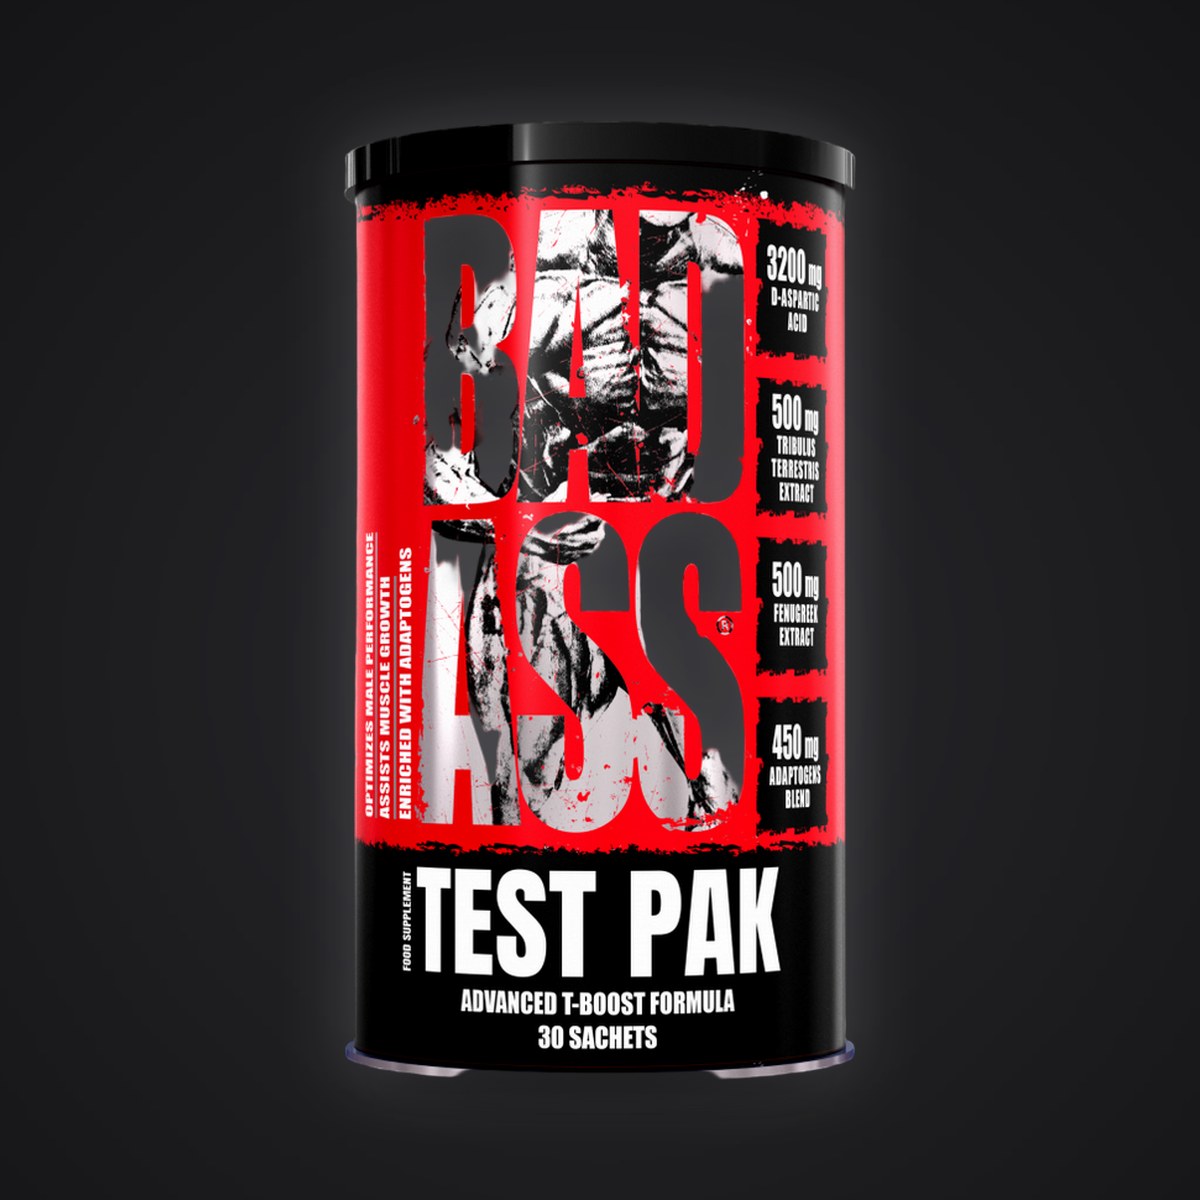 BAD
ASS
®
3200 mg
D-ASPARTIC
ACID
500 mg
TRIBULUS
TERRESTRIS
EXTRACT
500 mg
FENUGREEK
EXTRACT
450 mg
ADAPTOGENS
BLEND
OPTIMIZES MALE PERFORMANCE
ASSISTS MUSCLE GROWTH
ENRICHED WITH ADAPTOGENS
FOOD SUPPLEMENT
TEST PAK
ADVANCED T-BOOST FORMULA
30 SACHETS